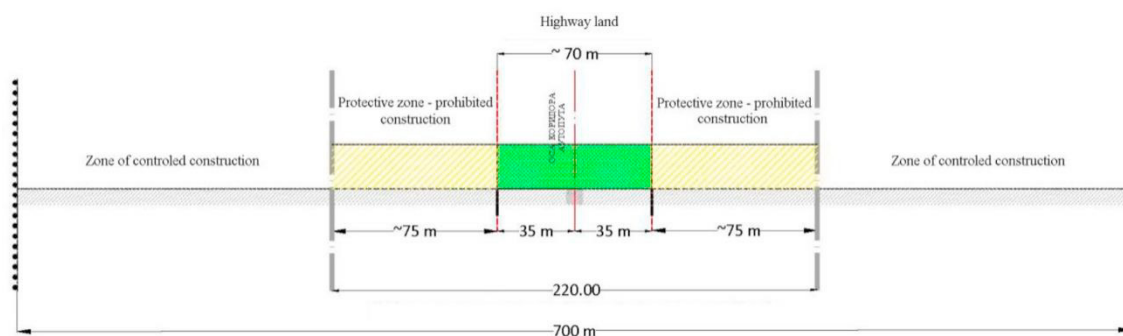 Highway land
~ 70 m
Protective zone - prohibited
construction
ОСА КОРИДОРА
АУТОПУТА
Protective zone - prohibited
construction
Zone of controled construction
Zone of controled construction
~75 m
35 m
35 m
~75 m
220.00
700 m